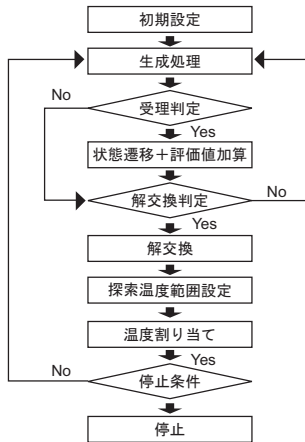 初期設定
生成処理
No
受理判定
Yes
状態遷移＋評価値加算
解交換判定
No
Yes
解交換
探索温度範囲設定
温度割り当て
No
Yes
停止条件
停止